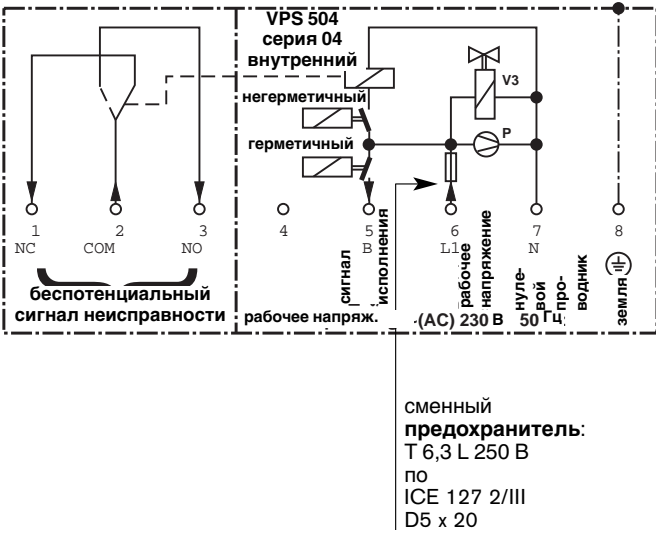 VPS 504
серия 04
внутренний
негерметичный
герметичный
V3
P
1
2
3
4
5
6
7
8
NC
COM
NO
B
L1
N
сигнал
исполнения
рабочее
напряжение
нуле-
вой
про-
водник
земля
беспотенциальный
сигнал неисправности
рабочее напряж.
~(AC) 230 В
50 Гц
сменный
предохранитель:
T 6,3 L 250 В
по
ICE 127 2/III
D5 x 20